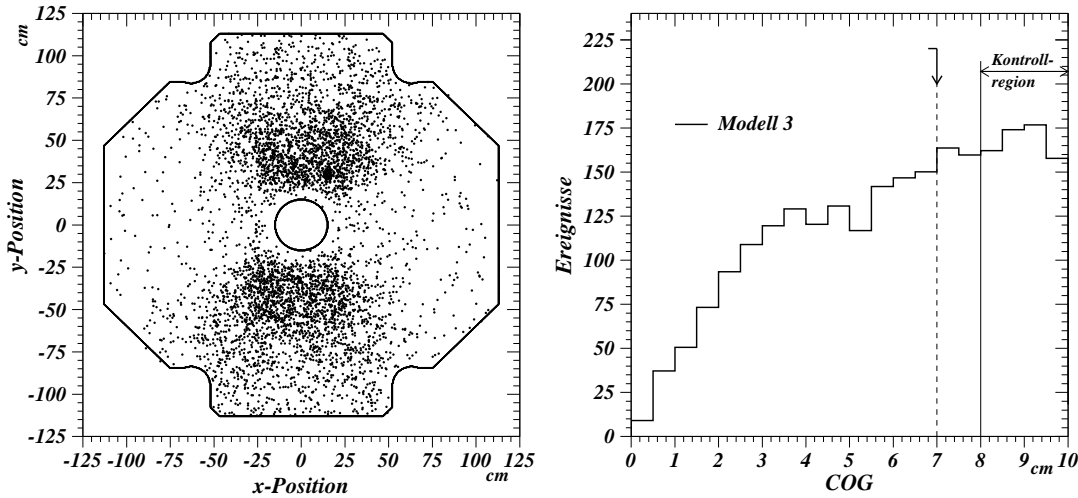 cm
125
100
75
50
25
0
-25
-50
-75
-100
-125
y-Position
-125 -100 -75 -50 -25 0 25 50 75 100 125
x-Position
cm
225
200
175
150
125
100
75
50
25
0
Ereignisse
Kontroll-
region
Modell 3
0 1 2 3 4 5 6 7 8 9 10
cm
COG